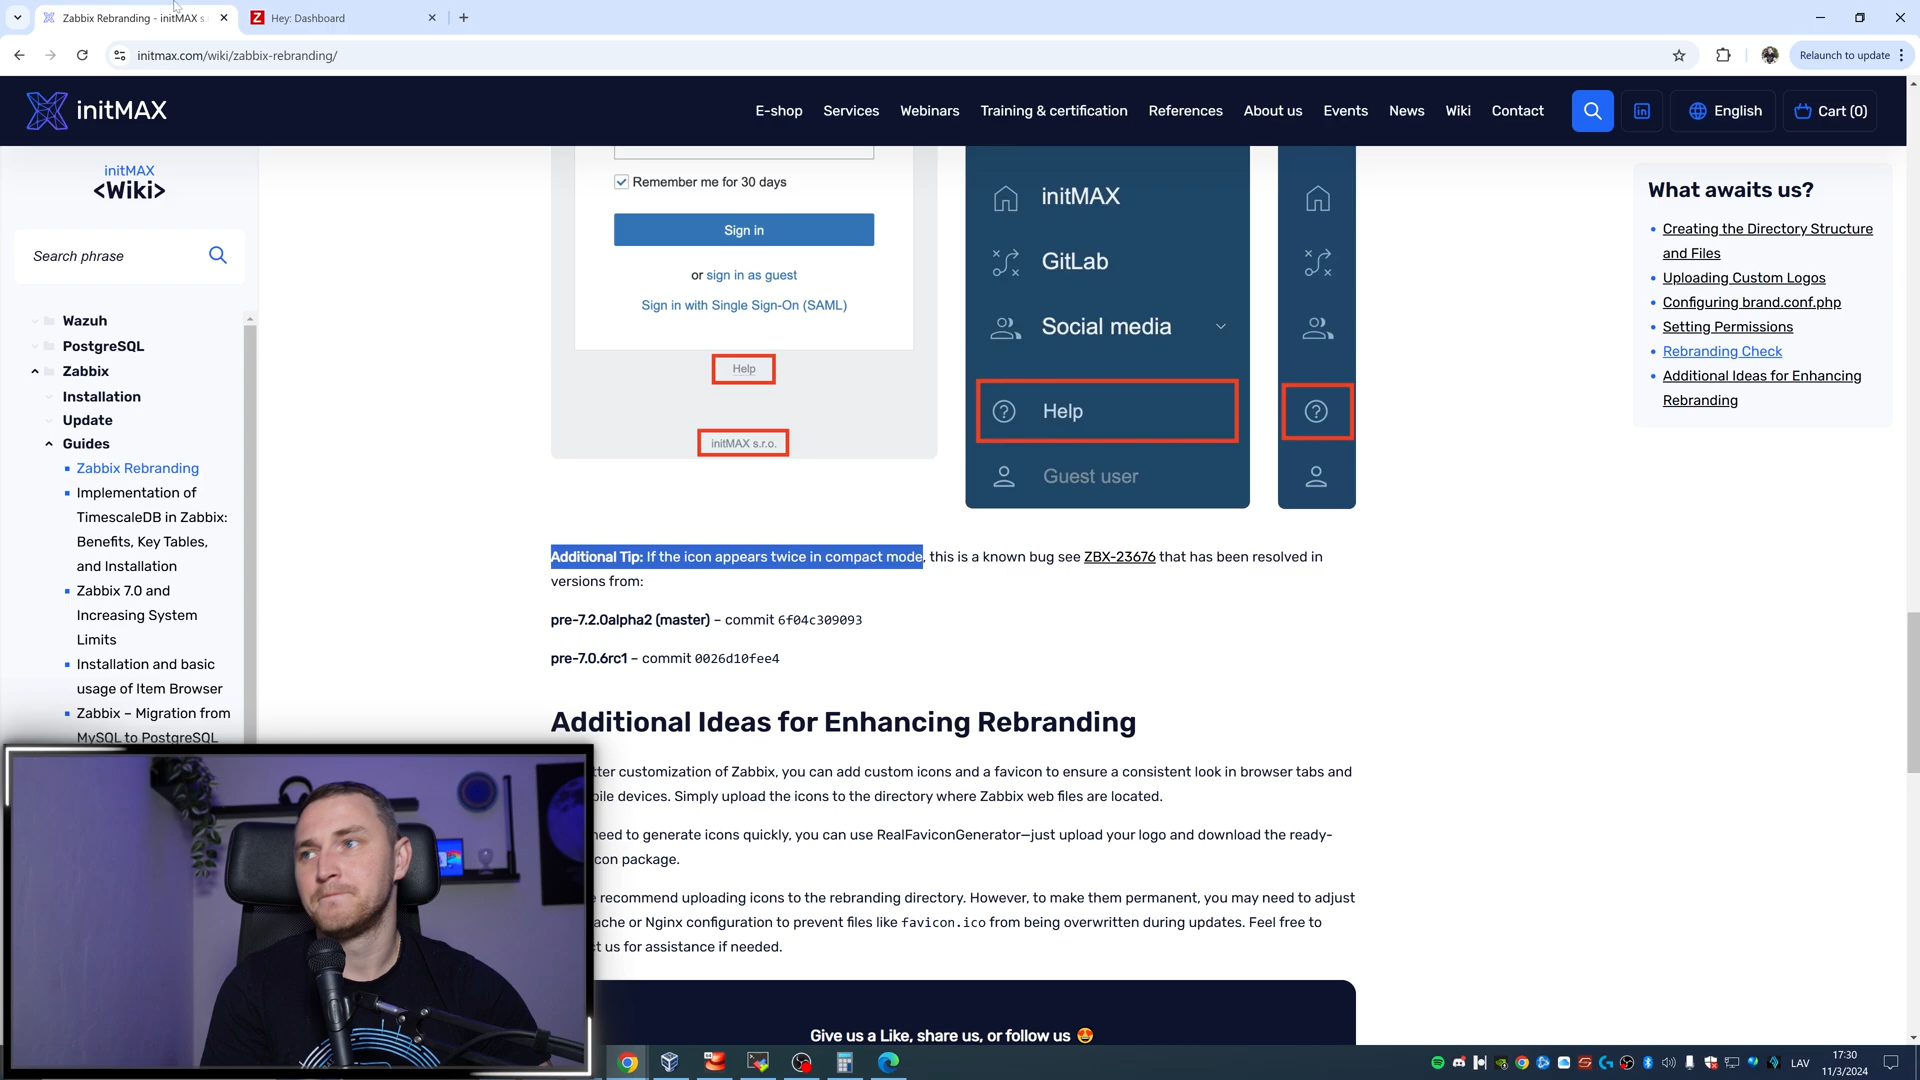 Zabbix Rebranding - initMAX s
Hey: Dashboard
initmax.com/wiki/zabbix-rebranding/
Relaunch to update
initMAX
E-shop
Services
Webinars
Training & certification
References
About us
Events
News
Wiki
Contact
English
Cart (0)
initMAX
<Wiki>
Search phrase
Wazuh
PostgreSQL
Zabbix
Installation
Update
Guides
Zabbix Rebranding
Implementation of
TimescaleDB in Zabbix:
Benefits, Key Tables,
and Installation
Zabbix 7.0 and
Increasing System
Limits
Installation and basic
usage of Item Browser
Zabbix – Migration from
MySQL to PostgreSQL
Remember me for 30 days
Sign in
or sign in as guest
Sign in with Single Sign-On (SAML)
Help
initMAX s.r.o.
initMAX
GitLab
Social media
Help
Guest user
What awaits us?
Creating the Directory Structure
and Files
Uploading Custom Logos
Configuring brand.conf.php
Setting Permissions
Rebranding Check
Additional Ideas for Enhancing
Rebranding
Additional Tip: If the icon appears twice in compact mode, this is a known bug see ZBX-23676 that has been resolved in
versions from:
pre-7.2.0alpha2 (master) – commit 6f04c309093
pre-7.0.6rc1 – commit 0026d10fee4
Additional Ideas for Enhancing Rebranding
customization of Zabbix, you can add custom icons and a favicon to ensure a consistent look in browser tabs and
devices. Simply upload the icons to the directory where Zabbix web files are located.
need to generate icons quickly, you can use RealFaviconGenerator—just upload your logo and download the ready-
package.
recommend uploading icons to the rebranding directory. However, to make them permanent, you may need to adjust
or Nginx configuration to prevent files like favicon.ico from being overwritten during updates. Feel free to
us for assistance if needed.
Give us a Like, share us, or follow us 🤩
LAV
17:30
11/3/2024